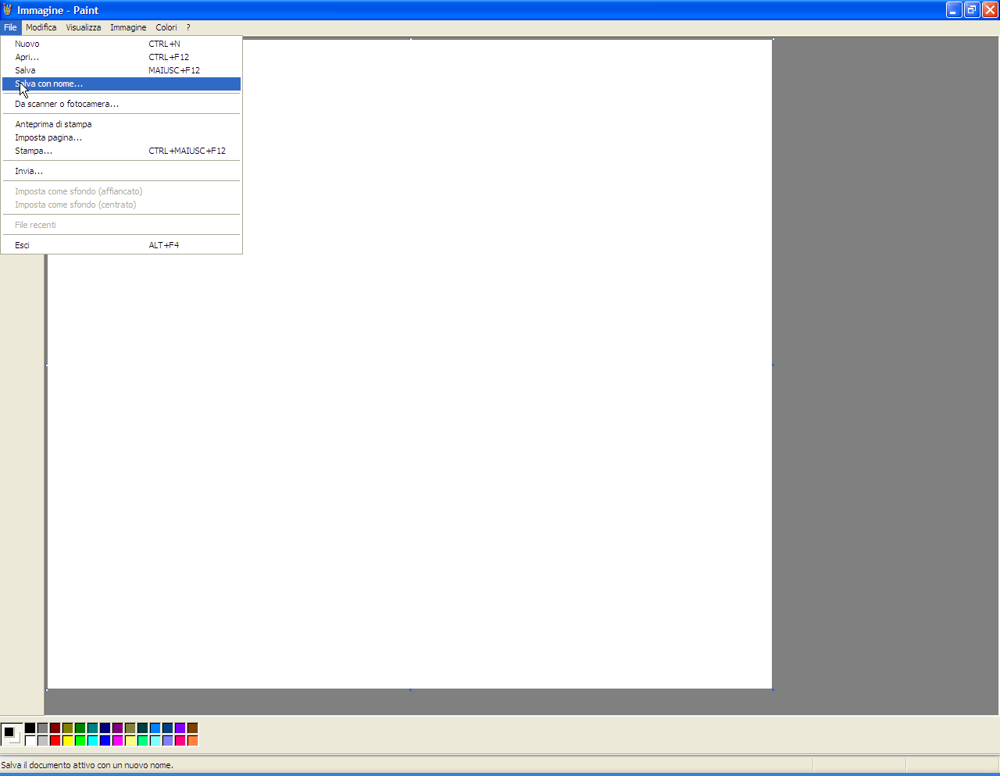 Immagine - Paint
File Modifica Visualizza Immagine Colori ?
Nuovo CTRL+N
Apri... CTRL+F12
Salva MAIUSC+F12
Salva con nome...
Da scanner o fotocamera...
Anteprima di stampa
Imposta pagina...
Stampa... CTRL+MAIUSC+F12
Invia...
Imposta come sfondo (affiancato)
Imposta come sfondo (centrato)
File recenti
Esci ALT+F4
Salva il documento attivo con un nuovo nome.